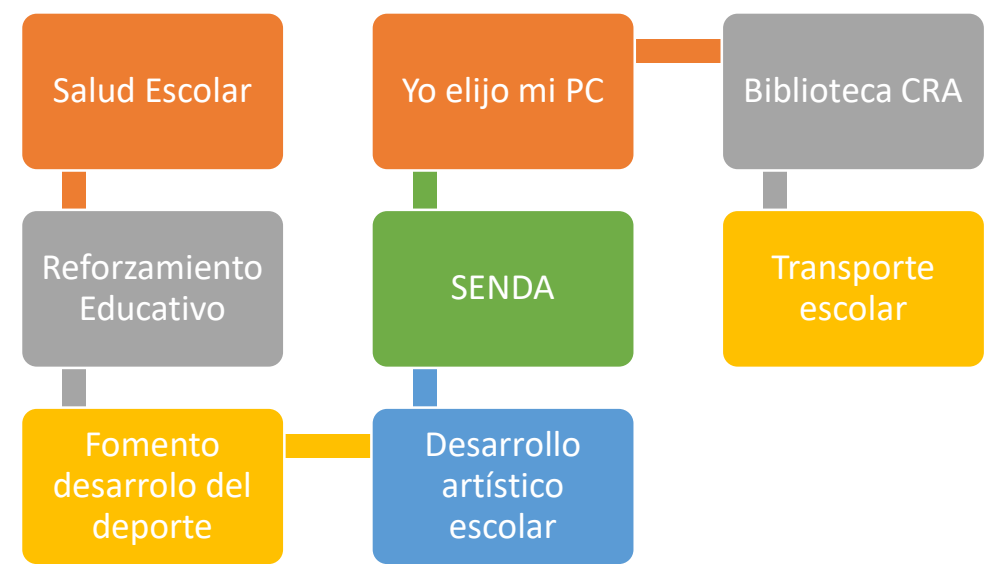 Salud Escolar
Reforzamiento
Educativo
Fomento
desarrolo del
deporte
Desarrollo
artístico
escolar
SENDA
Yo elijo mi PC
Biblioteca CRA
Transporte
escolar